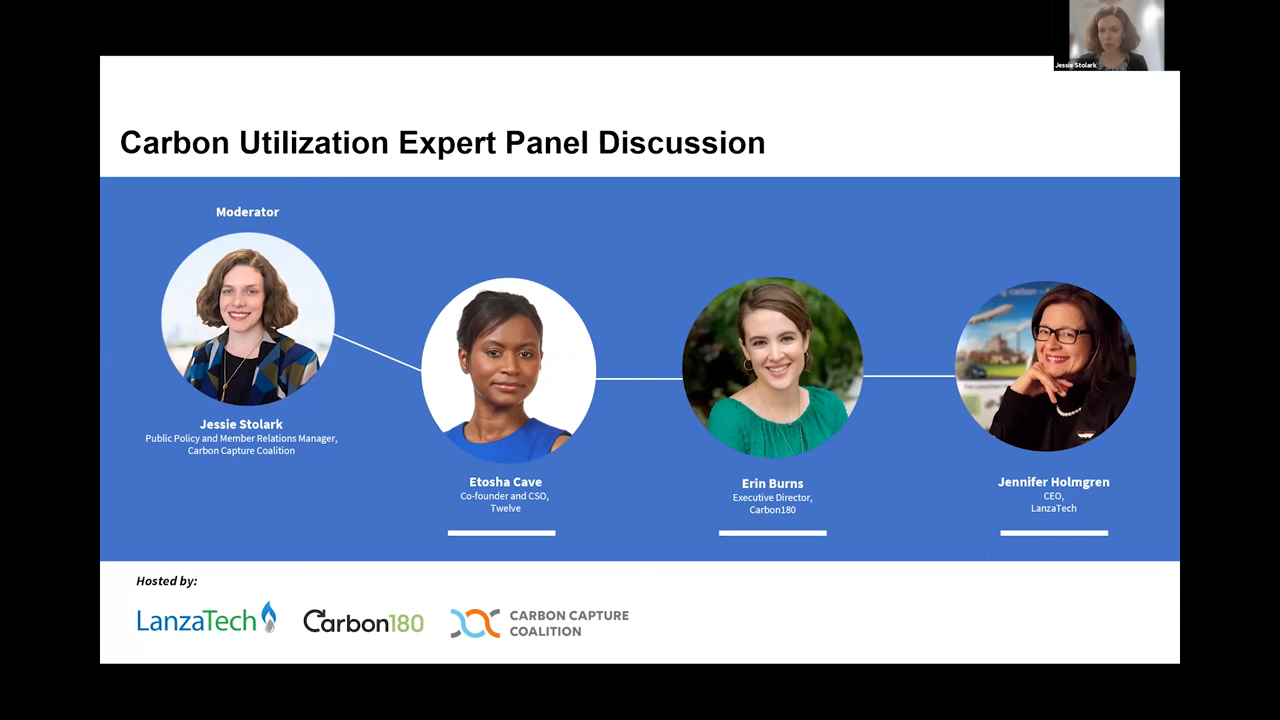 Jessie Stolark
Carbon Utilization Expert Panel Discussion
Moderator
Jessie Stolark
Public Policy and Member Relations Manager,
Carbon Capture Coalition
Etosha Cave
Co-founder and CSO,
Twelve
Erin Burns
Executive Director,
Carbon180
Jennifer Holmgren
CEO,
LanzaTech
Hosted by:
LanzaTech
Carbon180
CARBON CAPTURE
COALITION